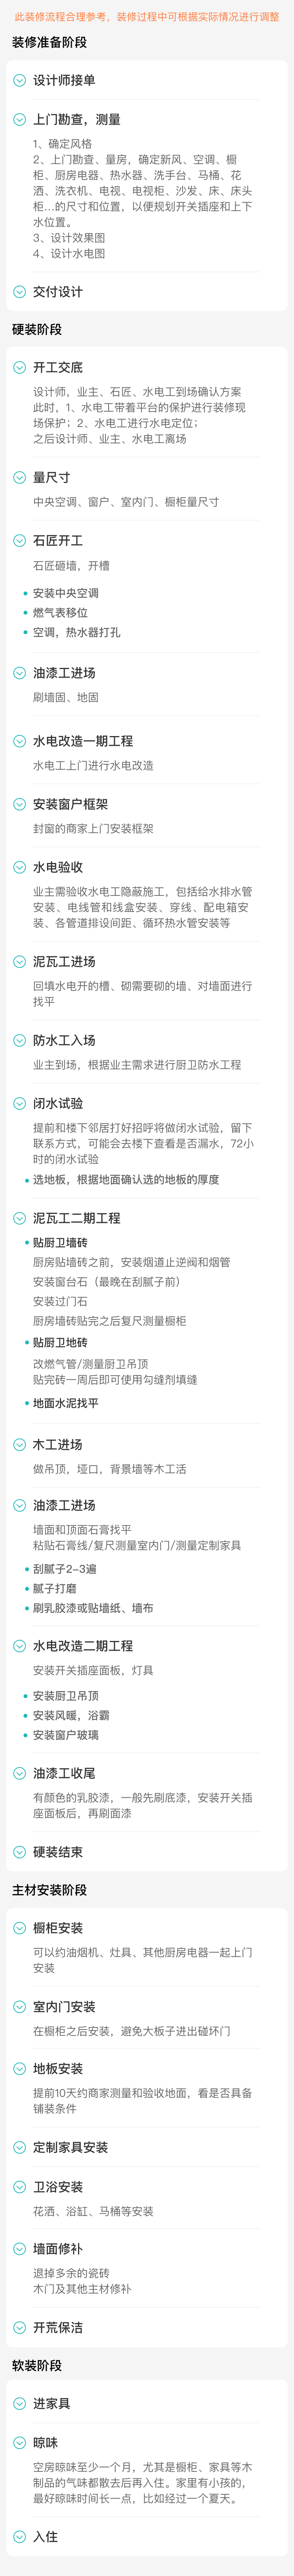 此装修流程合理参考，装修过程中可根据实际情况进行调整
装修准备阶段
设计师接单
上门勘查，测量
1、确定风格
2、上门勘查、量房，确定新风、空调、橱
柜、厨房电器、热水器、洗手台、马桶、花
洒、洗衣机、电视、电视柜、沙发、床、床头
柜...的尺寸和位置，以便规划开关插座和上下
水位置。
3、设计效果图
4、设计水电图
交付设计
硬装阶段
开工交底
设计师，业主、石匠、水电工到场确认方案
此时，1、水电工带着平台的保护进行装修现
场保护；2、水电工进行水电定位；
之后设计师、业主、水电工离场
量尺寸
中央空调、窗户、室内门、橱柜量尺寸
石匠开工
石匠砸墙，开槽
安装中央空调
燃气表移位
空调，热水器打孔
油漆工进场
刷墙固、地固
水电改造一期工程
水电工上门进行水电改造
安装窗户框架
封窗的商家上门安装框架
水电验收
业主需验收水电工隐蔽施工，包括给水排水管
安装、电线管和线盒安装、穿线、配电箱安
装、各管道排设间距、循环热水管安装等
泥瓦工进场
回填水电开的槽、砌需要砌的墙、对墙面进行
找平
防水工入场
业主到场，根据业主需求进行厨卫防水工程
闭水试验
提前和楼下邻居打好招呼将做闭水试验，留下
联系方式，可能会去楼下查看是否漏水，72小
时的闭水试验
选地板，根据地面确认选的地板的厚度
泥瓦工二期工程
贴厨卫墙砖
厨房贴墙砖之前，安装烟道止逆阀和烟管
安装窗台石（最晚在刮腻子前）
安装过门石
厨房墙砖贴完之后复尺测量橱柜
贴厨卫地砖
改燃气管/测量厨卫吊顶
贴完砖一周后即可使用勾缝剂填缝
地面水泥找平
木工进场
做吊顶，垭口，背景墙等木工活
油漆工进场
墙面和顶面石膏找平
粘贴石膏线/复尺测量室内门/测量定制家具
刮腻子2-3遍
腻子打磨
刷乳胶漆或贴墙纸、墙布
水电改造二期工程
安装开关插座面板，灯具
安装厨卫吊顶
安装风暖，浴霸
安装窗户玻璃
油漆工收尾
有颜色的乳胶漆，一般先刷底漆，安装开关插
座面板后，再刷面漆
硬装结束
主材安装阶段
橱柜安装
可以约油烟机、灶具、其他厨房电器一起上门
安装
室内门安装
在橱柜之后安装，避免大板子进出碰坏门
地板安装
提前10天约商家测量和验收地面，看是否具备
铺装条件
定制家具安装
卫浴安装
花洒、浴缸、马桶等安装
墙面修补
退掉多余的瓷砖
木门及其他主材修补
开荒保洁
软装阶段
进家具
晾味
空房晾味至少一个月，尤其是橱柜、家具等木
制品的气味都散去后再入住。家里有小孩的，
最好晾味时间长一点，比如经过一个夏天。
入住